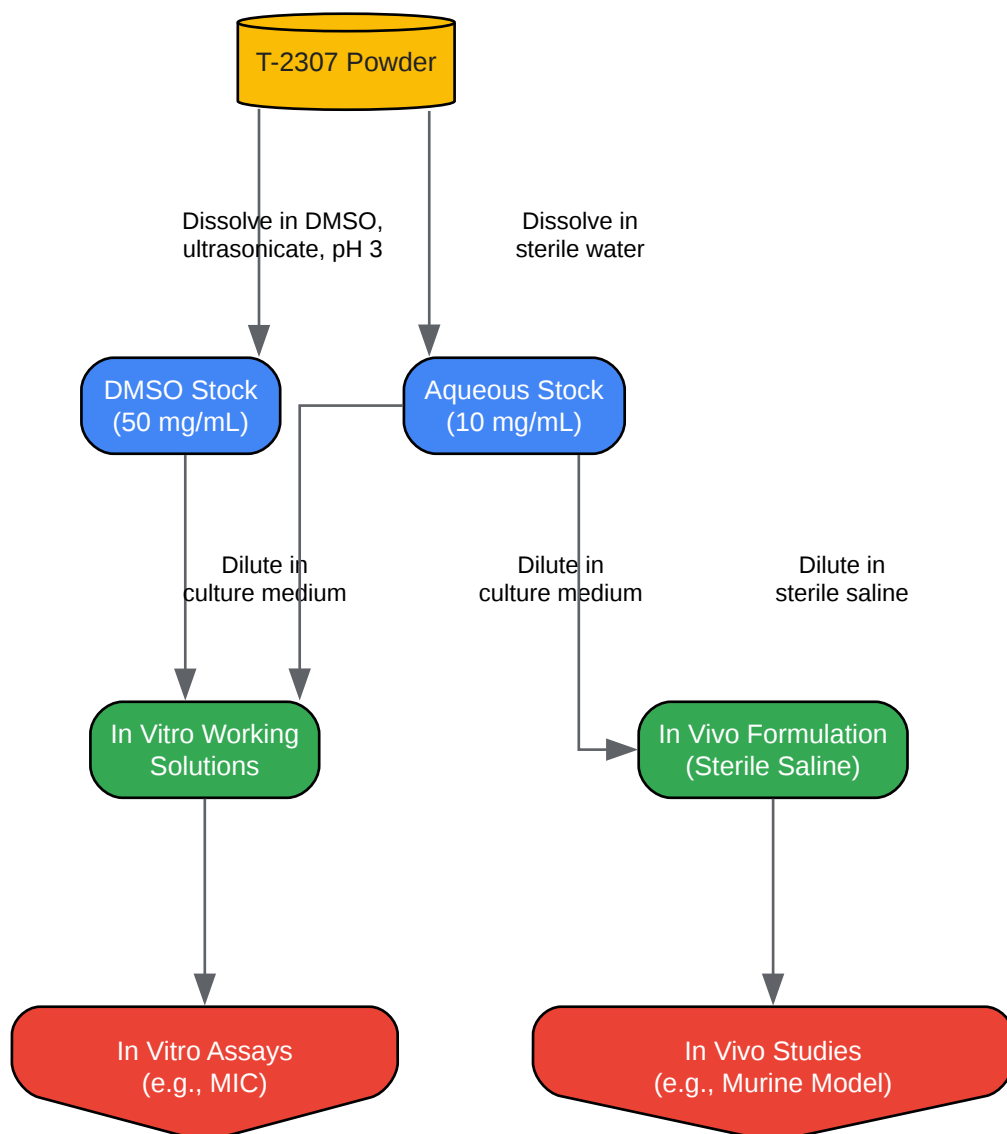 T-2307 Powder
Dissolve in DMSO,
ultrasonicate, pH 3
Dissolve in
sterile water
DMSO Stock
(50 mg/mL)
Aqueous Stock
(10 mg/mL)
Dilute in
culture medium
Dilute in
culture medium
Dilute in
sterile saline
In Vitro Working
Solutions
In Vivo Formulation
(Sterile Saline)
In Vitro Assays
(e.g., MIC)
In Vivo Studies
(e.g., Murine Model)